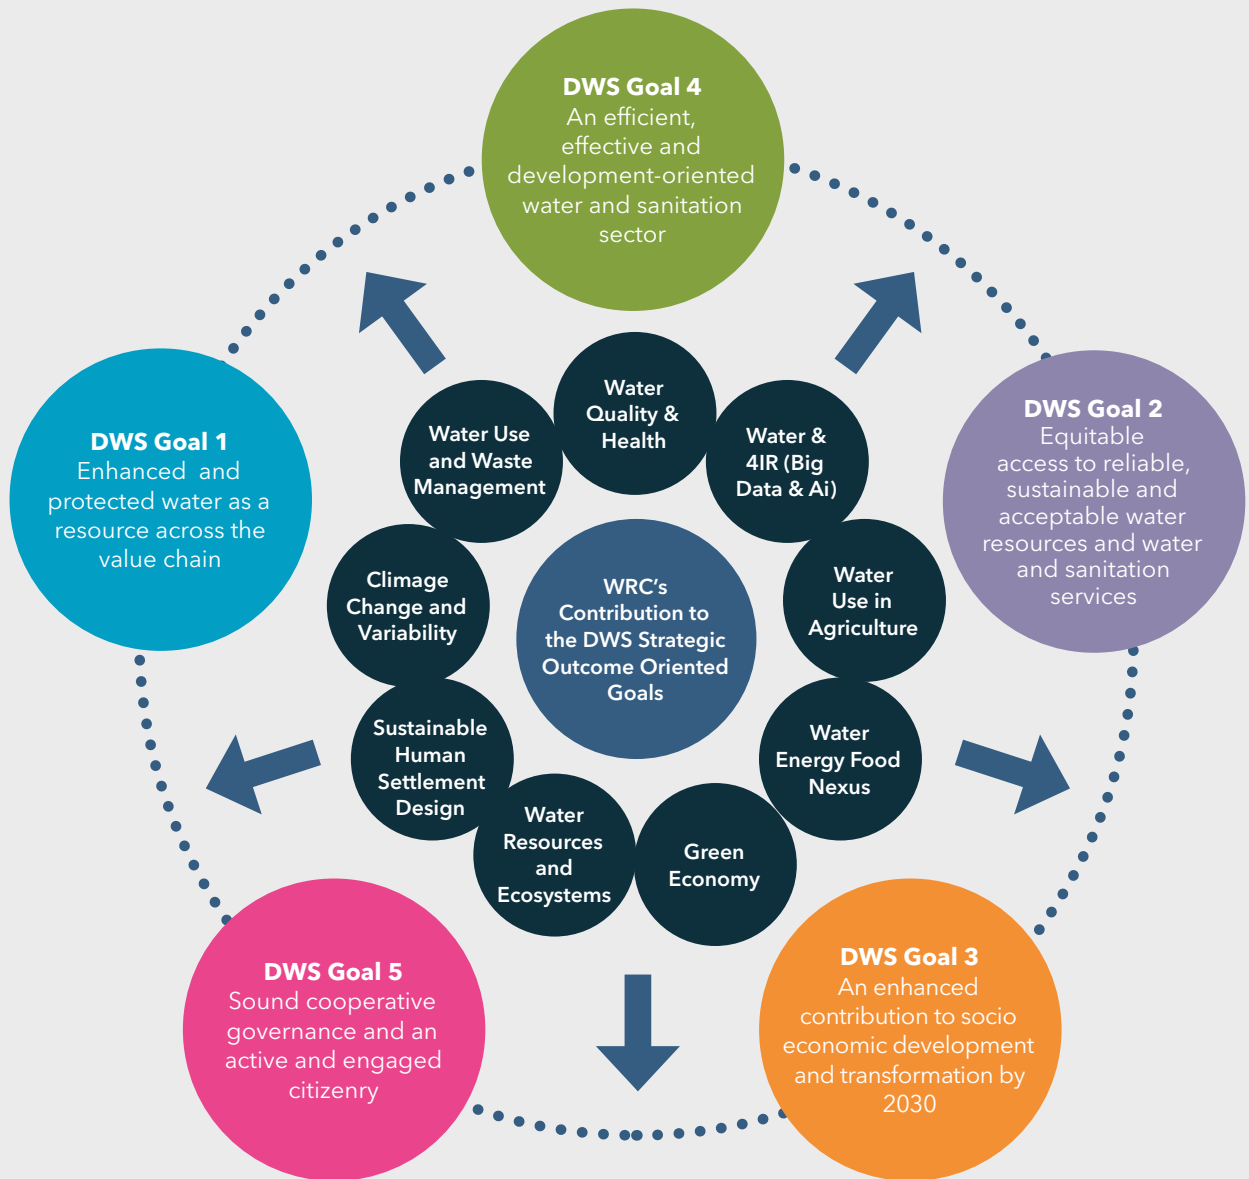 DWS Goal 4
An efficient,
effective and
development-oriented
water and sanitation
sector
DWS Goal 1
Enhanced and
protected water as a
resource across the
value chain
DWS Goal 2
Equitable
access to reliable,
sustainable and
acceptable water
resources and water
and sanitation
services
Water
Quality &
Health
Water Use
and Waste
Management
Water &
4IR (Big
Data & Ai)
Climage
Change and
Variability
WRC's
Contribution to
the DWS Strategic
Outcome Oriented
Goals
Water
Use in
Agriculture
Sustainable
Human
Settlement
Design
Water
Energy Food
Nexus
Water
Resources
and
Ecosystems
Green
Economy
DWS Goal 5
Sound cooperative
governance and an
active and engaged
citizenry
DWS Goal 3
An enhanced
contribution to socio
economic development
and transformation by
2030